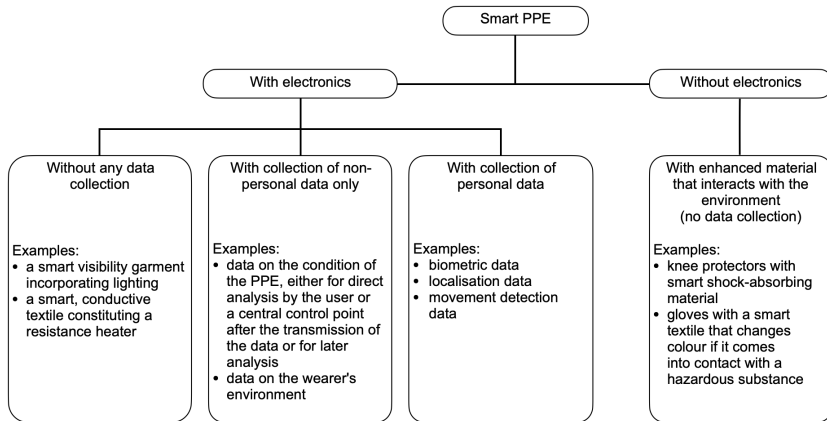 Smart PPE
With electronics
Without electronics
Without any data
collection
Examples:
• a smart visibility garment
incorporating lighting
• a smart, conductive
textile constituting a
resistance heater
With collection of non-
personal data only
Examples:
• data on the condition of
the PPE, either for direct
analysis by the user or
a central control point
after the transmission of
the data or for later
analysis
• data on the wearer's
environment
With collection of
personal data
Examples:
• biometric data
• localisation data
• movement detection
data
With enhanced material
that interacts with the
environment
(no data collection)
Examples:
• knee protectors with
smart shock-absorbing
material
• gloves with a smart
textile that changes
colour if it comes
into contact with a
hazardous substance